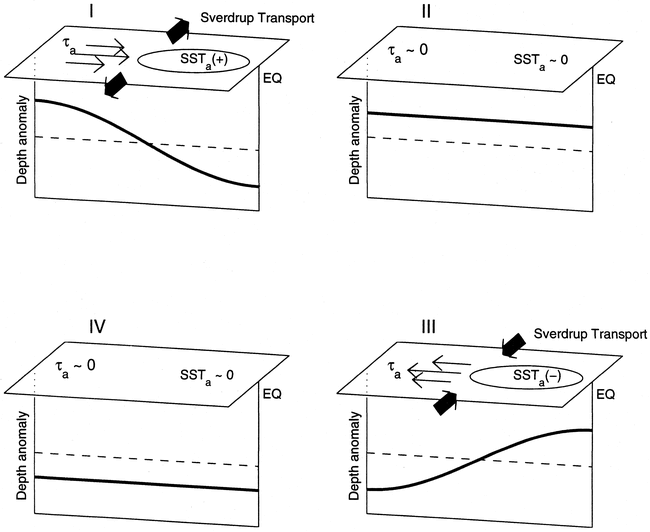 I
Sverdrup Transport
τa
SSTa(+)
EQ
Depth anomaly
II
τa ~ 0
SSTa ~ 0
EQ
Depth anomaly
IV
τa ~ 0
SSTa ~ 0
EQ
Depth anomaly
III
Sverdrup Transport
τa
SSTa(−)
EQ
Depth anomaly